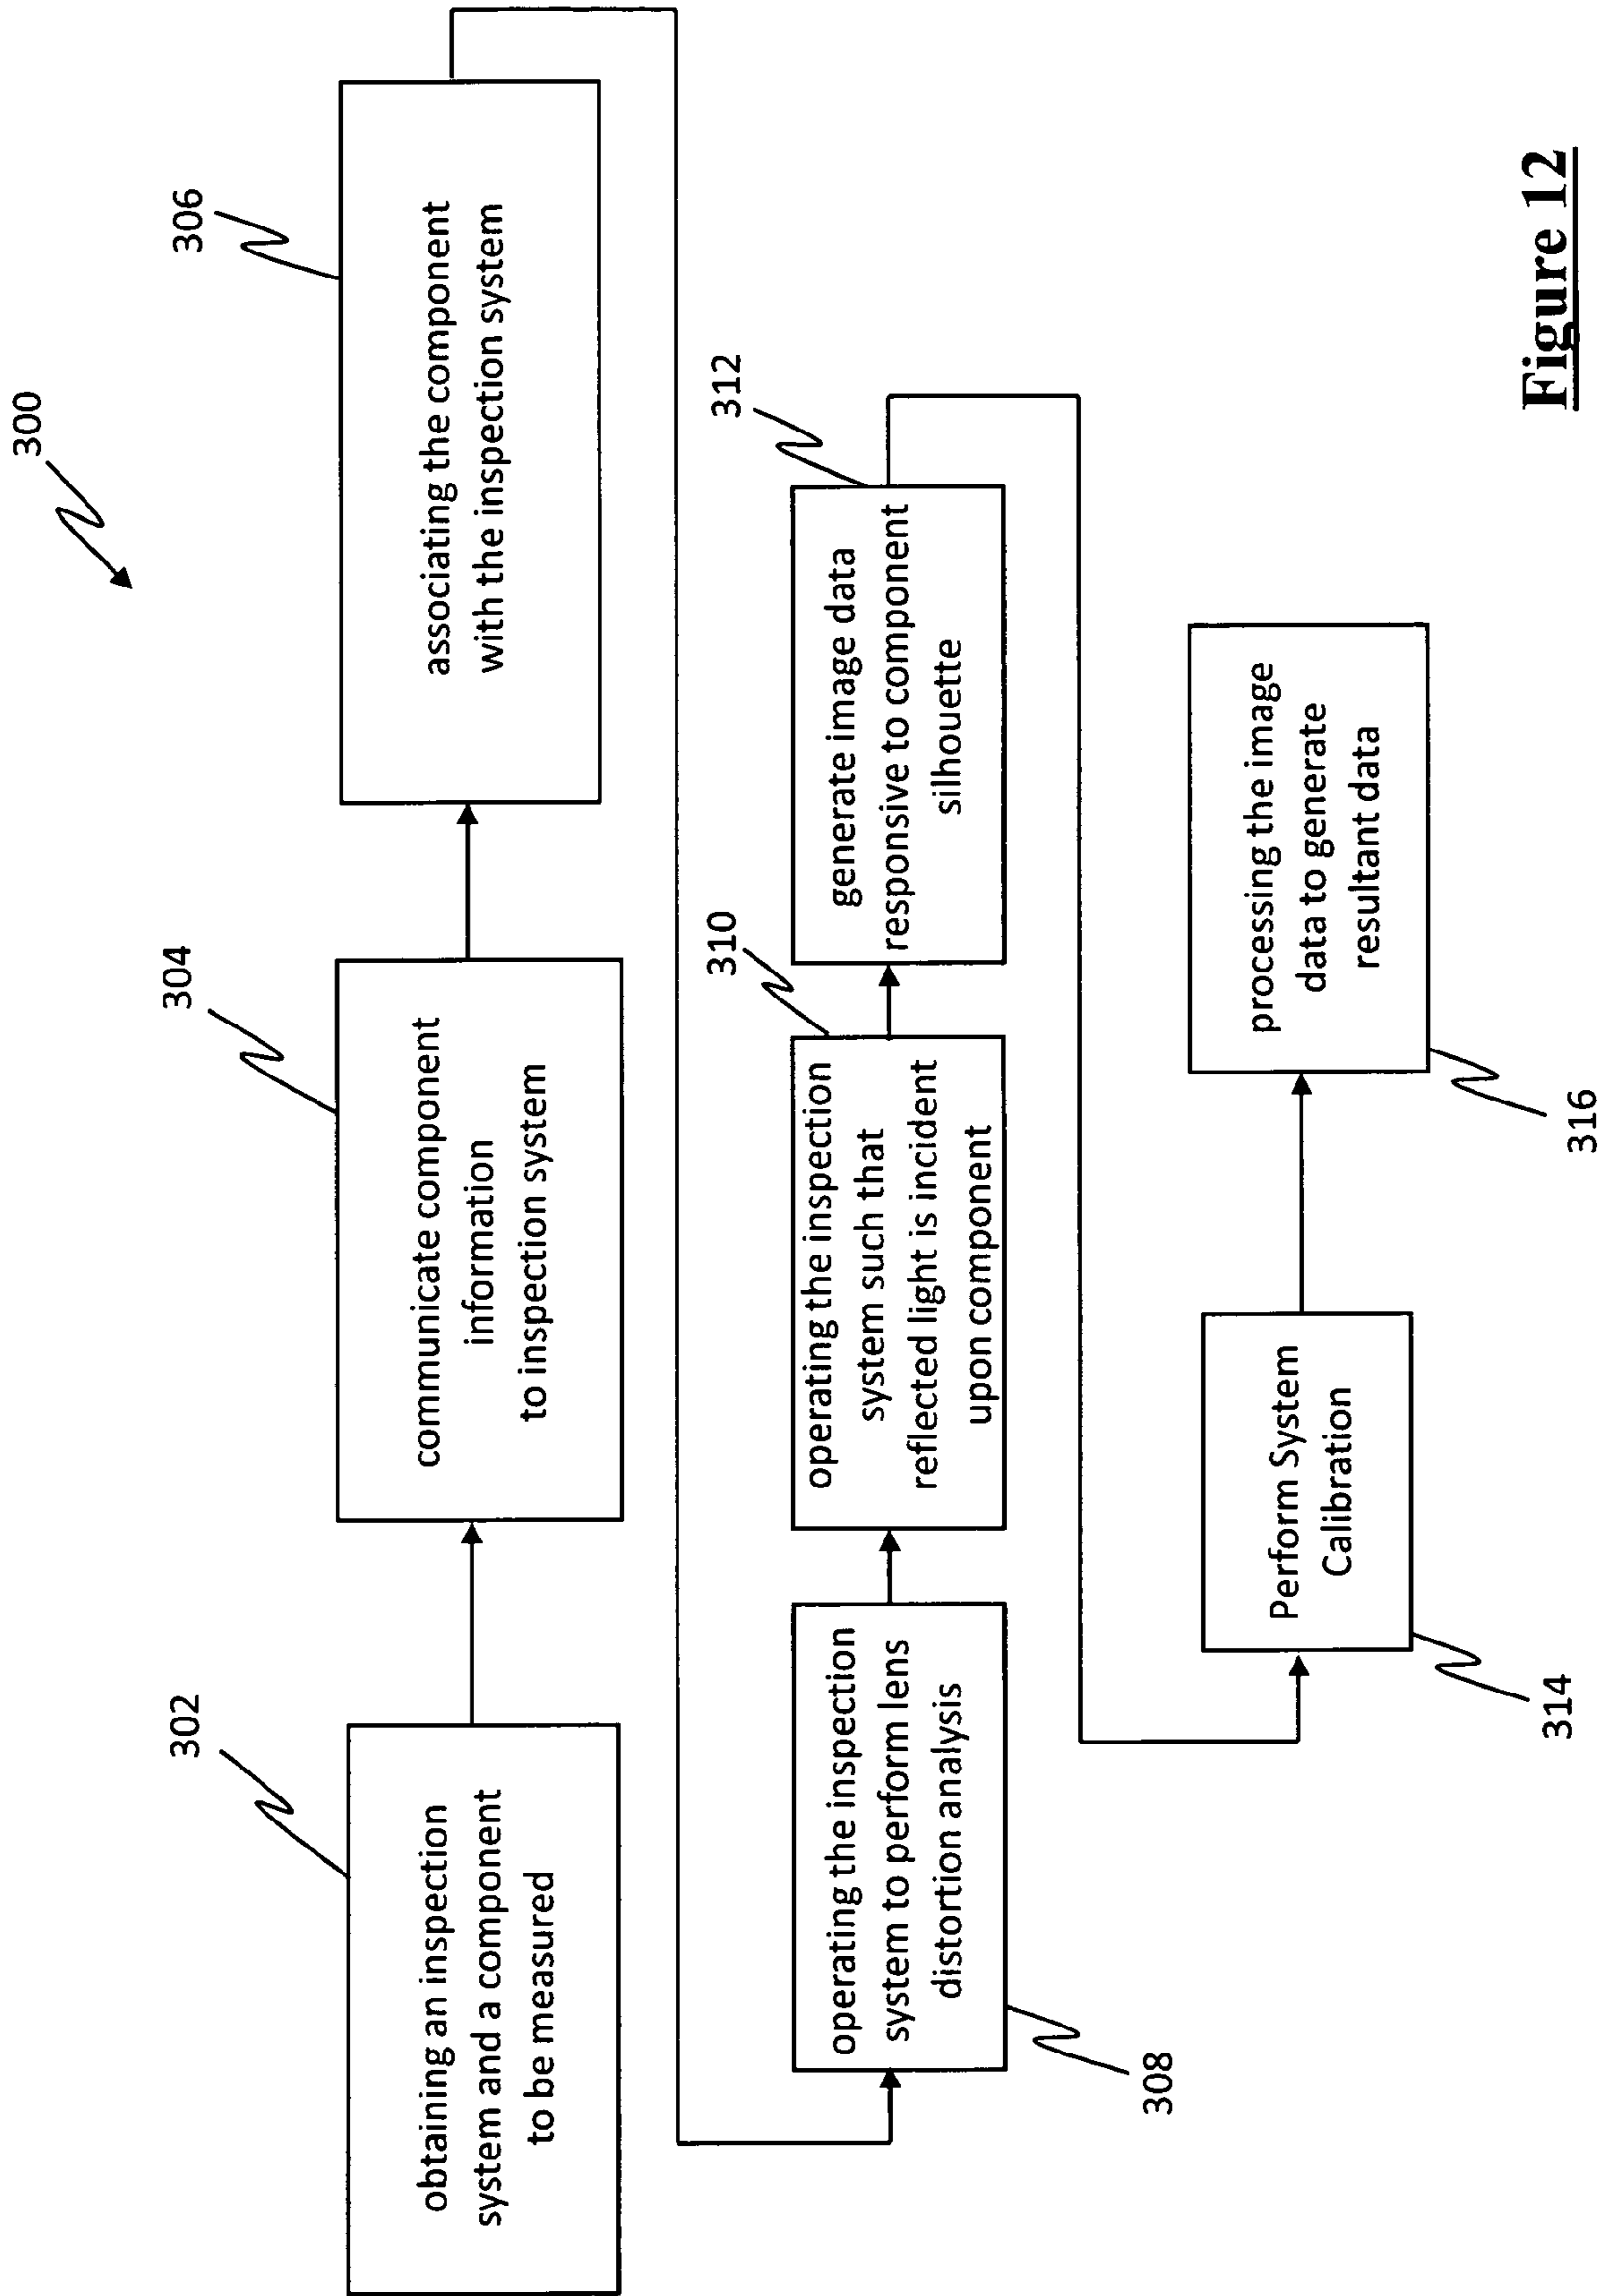 300
302
obtaining an inspection
system and a component
to be measured
304
communicate component
information
to inspection system
306
associating the component
with the inspection system
operating the inspection
system to perform lens
distortion analysis
308
310
operating the inspection
system such that
reflected light is incident
upon component
312
generate image data
responsive to component
silhouette
Perform System
Calibration
314
processing the image
data to generate
resultant data
316
Figure 12